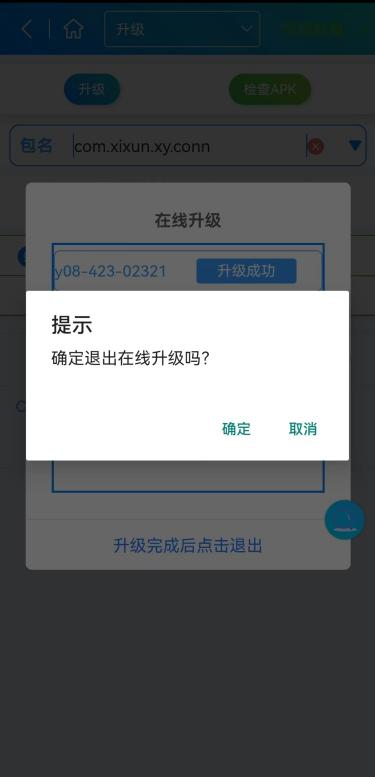 升级
升级
检查APK
包名
com.xixun.xy.conn
在线升级
y08-423-02321
升级成功
提示
确定退出在线升级吗?
确定
取消
升级完成后点击退出